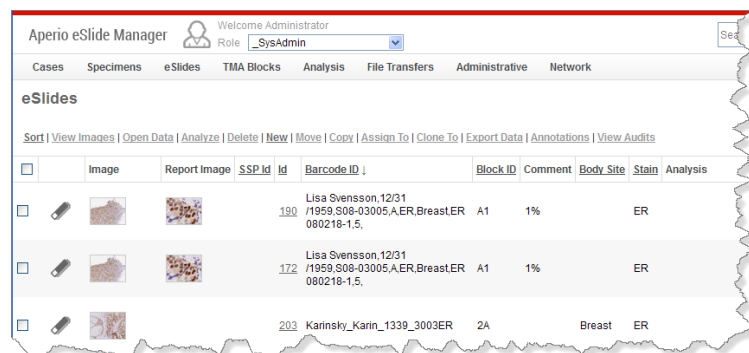 Aperio eSlide Manager
Welcome Administrator
Role _SysAdmin
Cases Specimens eSlides TMA Blocks Analysis File Transfers Administrative Network
eSlides
Sort | View Images | Open Data | Analyze | Delete | New | Move | Copy | Assign To | Clone To | Export Data | Annotations | View Audits
Image Report Image SSP Id Id Barcode ID ↓ Block ID Comment Body Site Stain Analysis
Lisa Svensson,12/31
190 /1959,S08-03005,A,ER,Breast,ER A1 1% ER
080218-1,5,
Lisa Svensson,12/31
172 /1959,S08-03005,A,ER,Breast,ER A1 1% ER
080218-1,5,
203 Karinsky_Karin_1339_3003ER 2A Breast ER